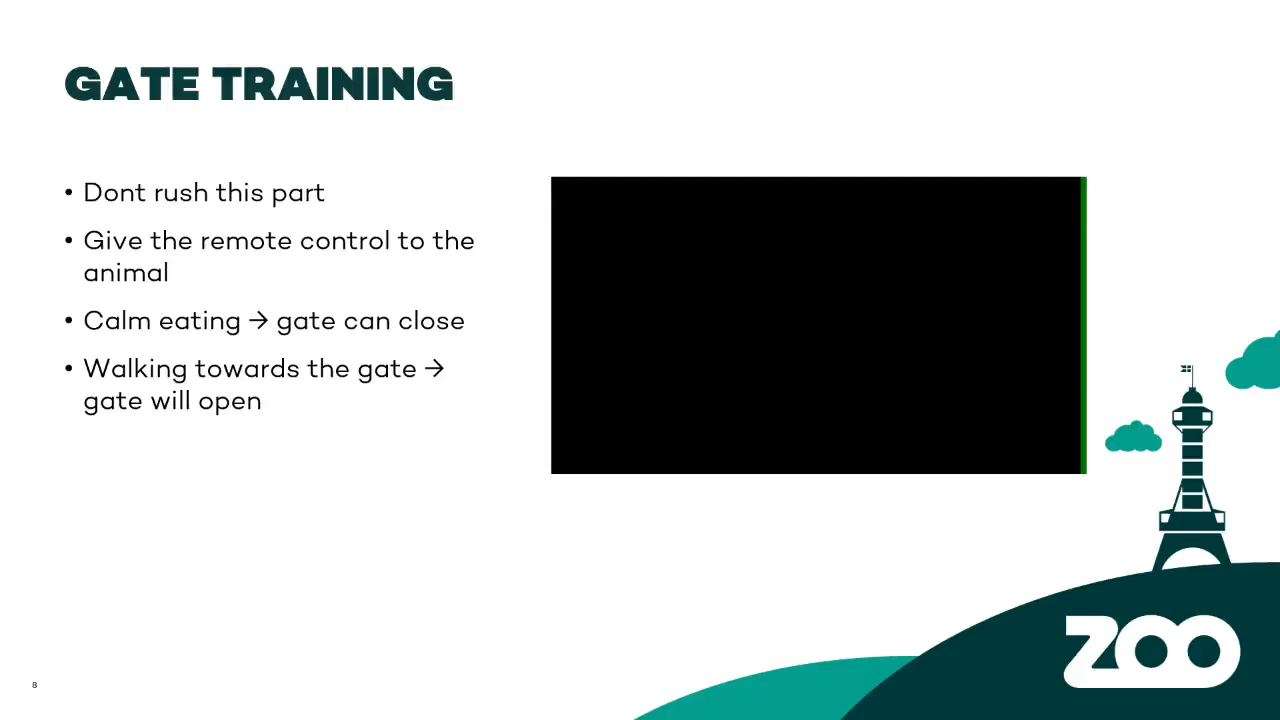 GATE TRAINING
• Dont rush this part
• Give the remote control to the
animal
• Calm eating → gate can close
• Walking towards the gate →
gate will open
ZOO
8